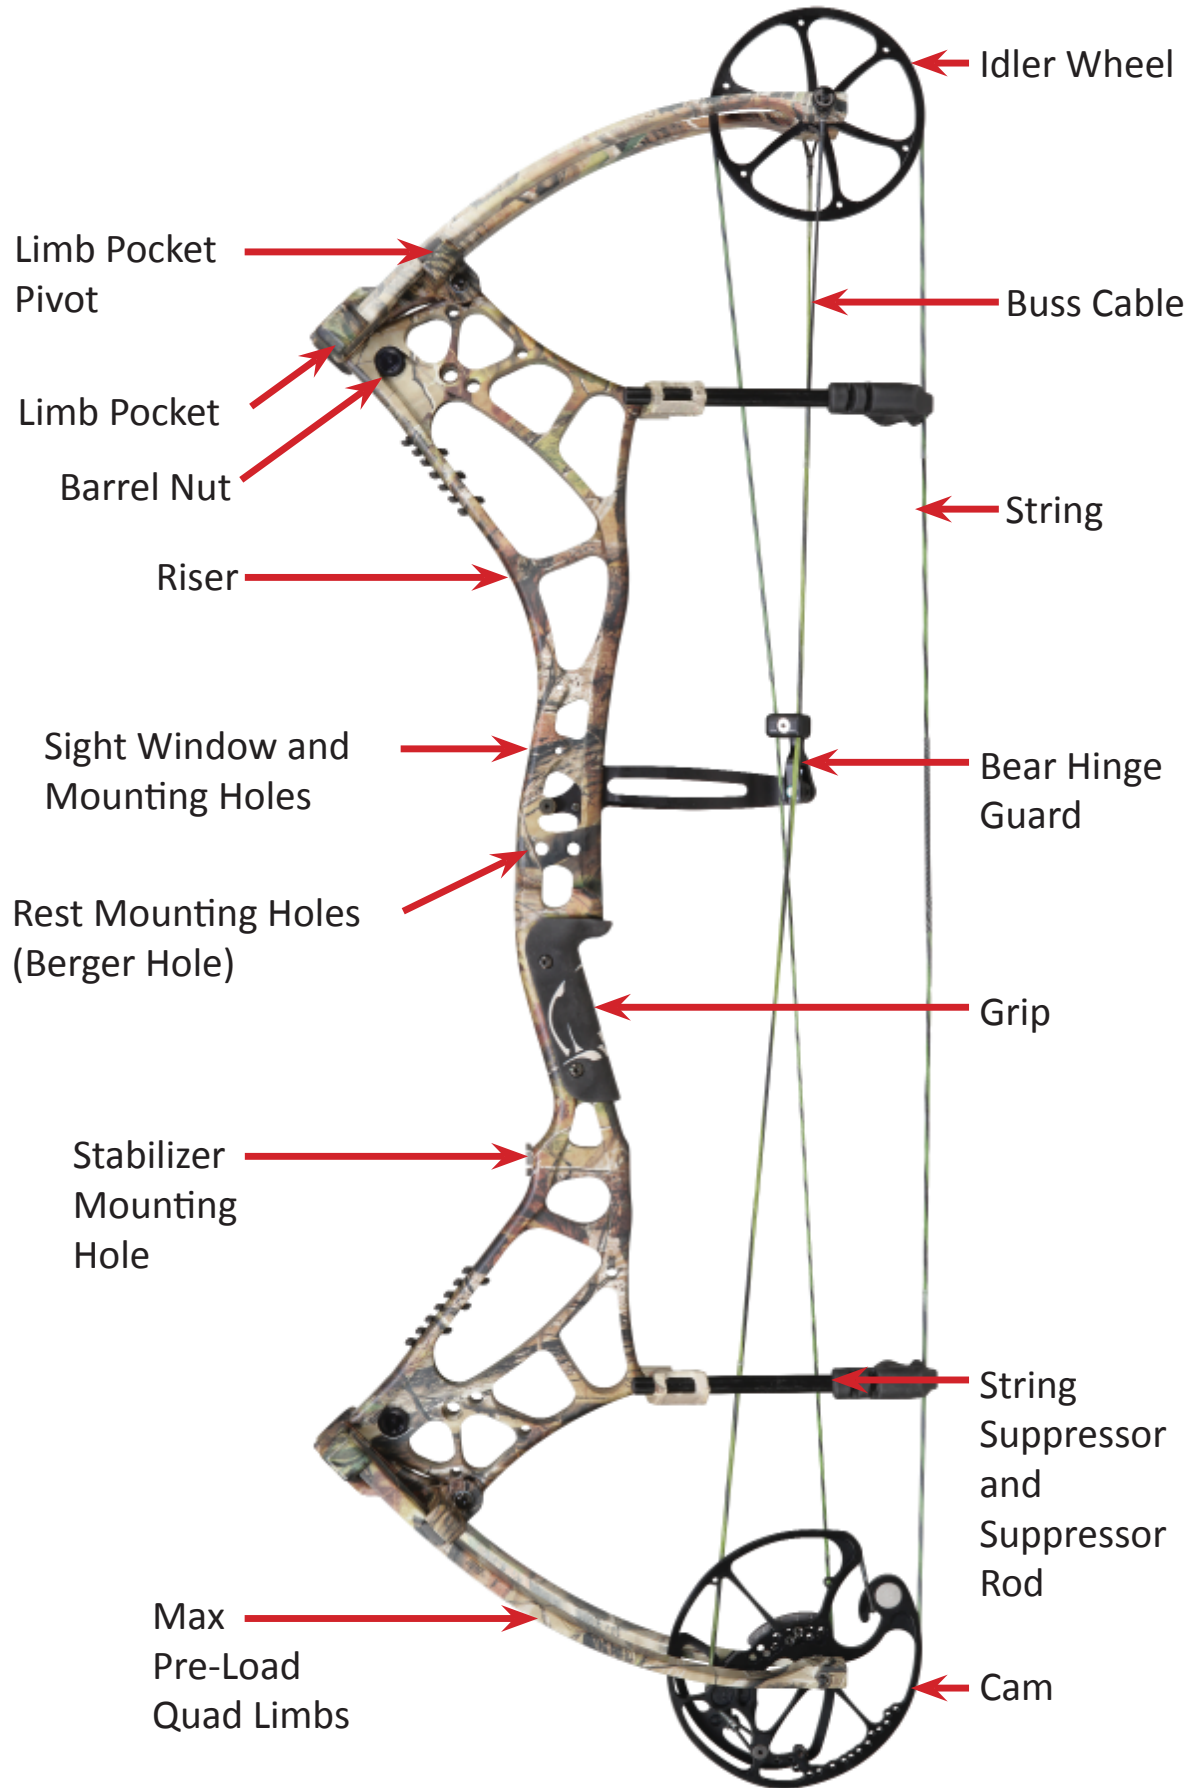 Idler Wheel
Limb Pocket
Pivot
Buss Cable
Limb Pocket
Barrel Nut
String
Riser
Sight Window and
Mounting Holes
Bear Hinge
Guard
Rest Mounting Holes
(Berger Hole)
Grip
Stabilizer
Mounting
Hole
String
Suppressor
and
Suppressor
Rod
Max
Pre-Load
Quad Limbs
Cam